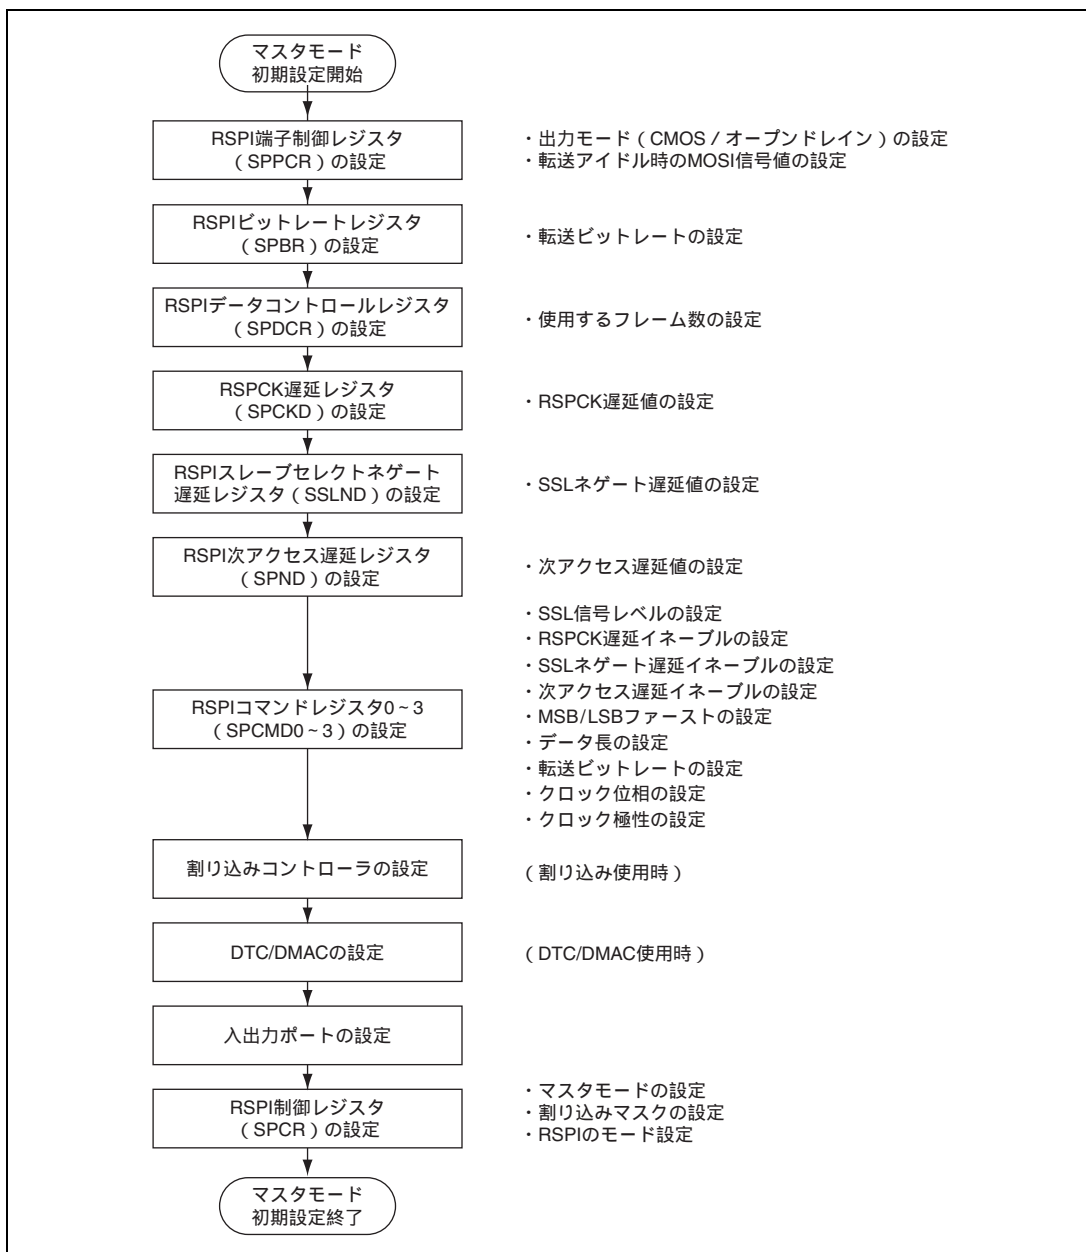 マスタモード
初期設定開始
RSPI端子制御レジスタ
（SPPCR）の設定
・出力モード（CMOS / オープンドレイン）の設定
・転送アイドル時のMOSI信号値の設定
RSPIビットレートレジスタ
（SPBR）の設定
・転送ビットレートの設定
RSPIデータコントロールレジスタ
（SPDCR）の設定
・使用するフレーム数の設定
RSPCK遅延レジスタ
（SPCKD）の設定
・RSPCK遅延値の設定
RSPIスレーブセレクトネゲート
遅延レジスタ（SSLND）の設定
・SSLネゲート遅延値の設定
RSPI次アクセス遅延レジスタ
（SPND）の設定
・次アクセス遅延値の設定
RSPIコマンドレジスタ0~3
（SPCMD0~3）の設定
・SSL信号レベルの設定
・RSPCK遅延イネーブルの設定
・SSLネゲート遅延イネーブルの設定
・次アクセス遅延イネーブルの設定
・MSB/LSBファーストの設定
・データ長の設定
・転送ビットレートの設定
・クロック位相の設定
・クロック極性の設定
割り込みコントローラの設定
（割り込み使用時）
DTC/DMACの設定
（DTC/DMAC使用時）
入出力ポートの設定
RSPI制御レジスタ
（SPCR）の設定
・マスタモードの設定
・割り込みマスクの設定
・RSPIのモード設定
マスタモード
初期設定終了